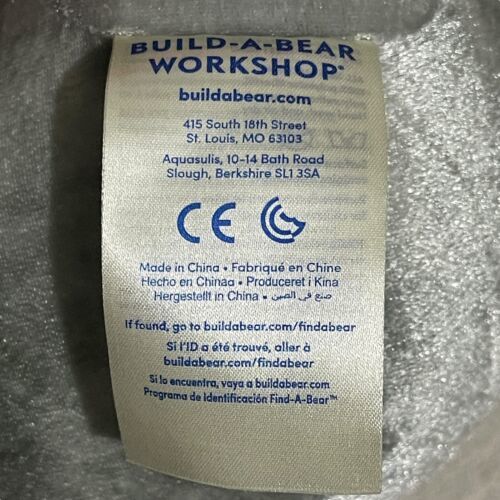 BUILD-A-BEAR
WORKSHOP®
buildabear.com
415 South 18th Street
St. Louis, MO 63103
Aquasulis, 10-14 Bath Road
Slough, Berkshire SL1 3SA
CE
Made in China • Fabriqué en Chine
Hecho en Chinaa • Produceret i Kina
Hergestellt in China • صنع في الصين
If found, go to buildabear.com/findabear
Si l'ID a été trouvé, aller à
buildabear.com/findabear
Si lo encuentra, vaya a buildabear.com
Programa de Identificación Find-A-Bear™